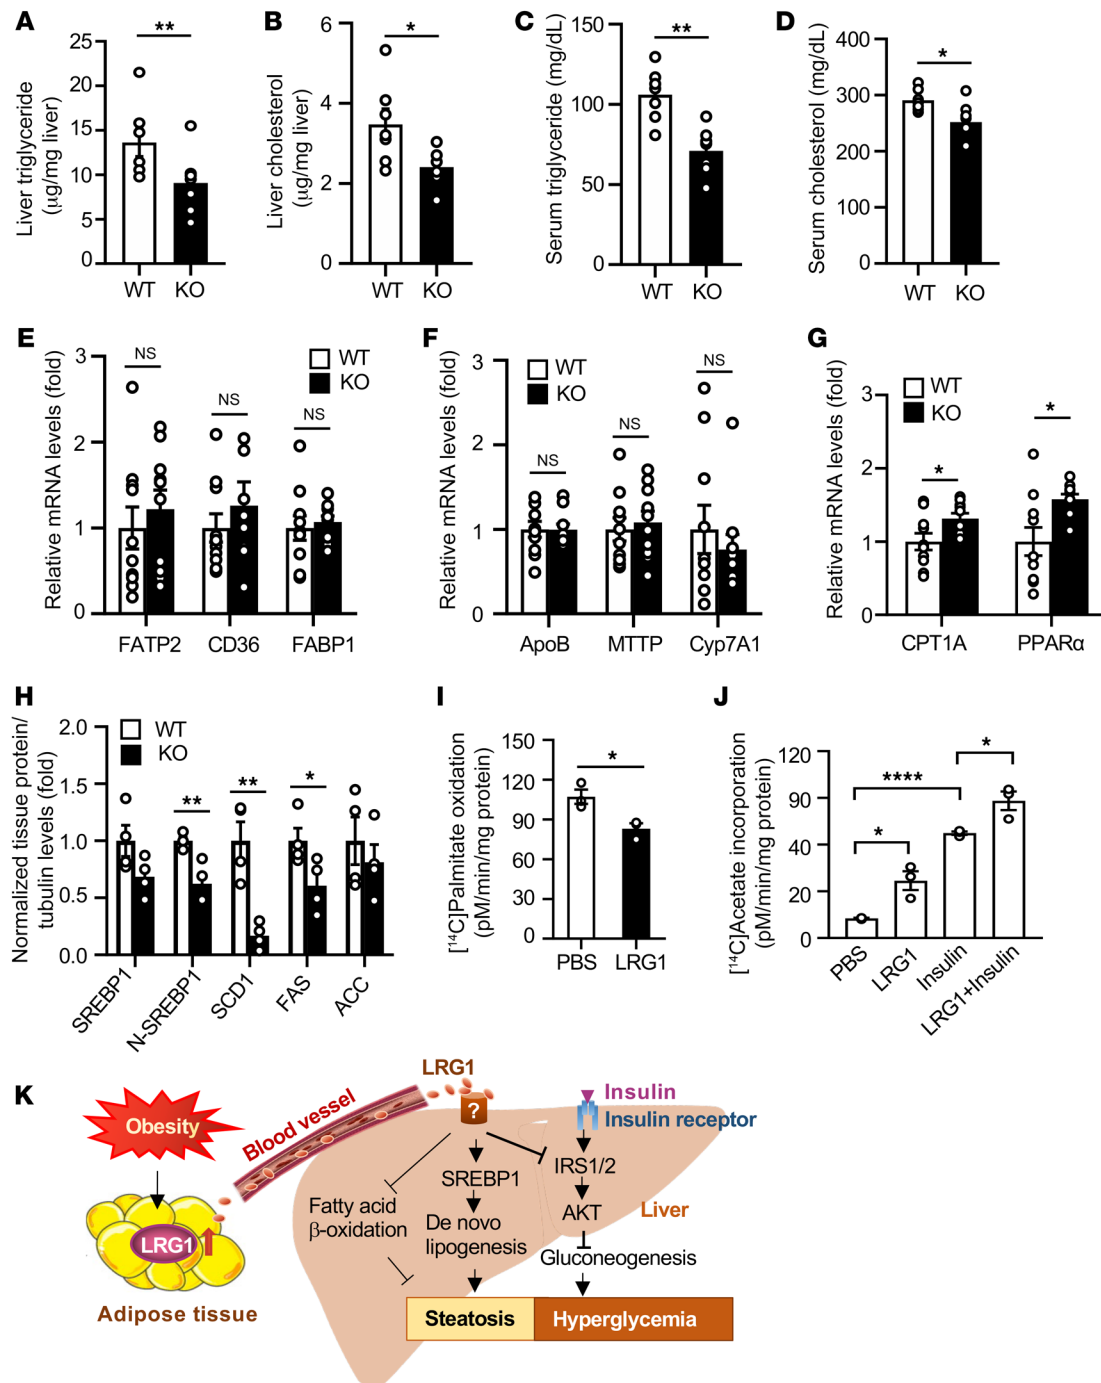 A
**
Liver triglyceride
(µg/mg liver)
25
20
15
10
5
0
WT
KO
B
*
Liver cholesterol
(µg/mg liver)
6
4
2
0
WT
KO
C
**
Serum triglyceride (mg/dL)
150
100
50
0
WT
KO
D
*
Serum cholesterol (mg/dL)
400
300
200
100
0
WT
KO
E
Relative mRNA levels (fold)
3
2
1
0
NS
NS
NS
WT
KO
FATP2
CD36
FABP1
F
Relative mRNA levels (fold)
3
2
1
0
WT
KO
NS
NS
NS
ApoB
MTTP
Cyp7A1
G
Relative mRNA levels (fold)
3
2
1
0
WT
KO
*
*
CPT1A
PPARα
H
Normalized tissue protein/
tubulin levels (fold)
2.0
1.5
1.0
0.5
0.0
WT
KO
**
**
*
SREBP1
N-SREBP1
SCD1
FAS
ACC
I
[¹⁴C]Palmitate oxidation
(pM/min/mg protein)
150
120
90
60
30
0
*
PBS
LRG1
J
[¹⁴C]Acetate incorporation
(pM/min/mg protein)
120
90
40
20
0
*
****
*
PBS
LRG1
Insulin
LRG1+Insulin
K
Obesity
LRG1
Adipose tissue
Blood vessel
LRG1
?
Insulin
Insulin receptor
IRS1/2
AKT
Liver
Gluconeogenesis
SREBP1
De novo
lipogenesis
Fatty acid
β-oxidation
Steatosis
Hyperglycemia